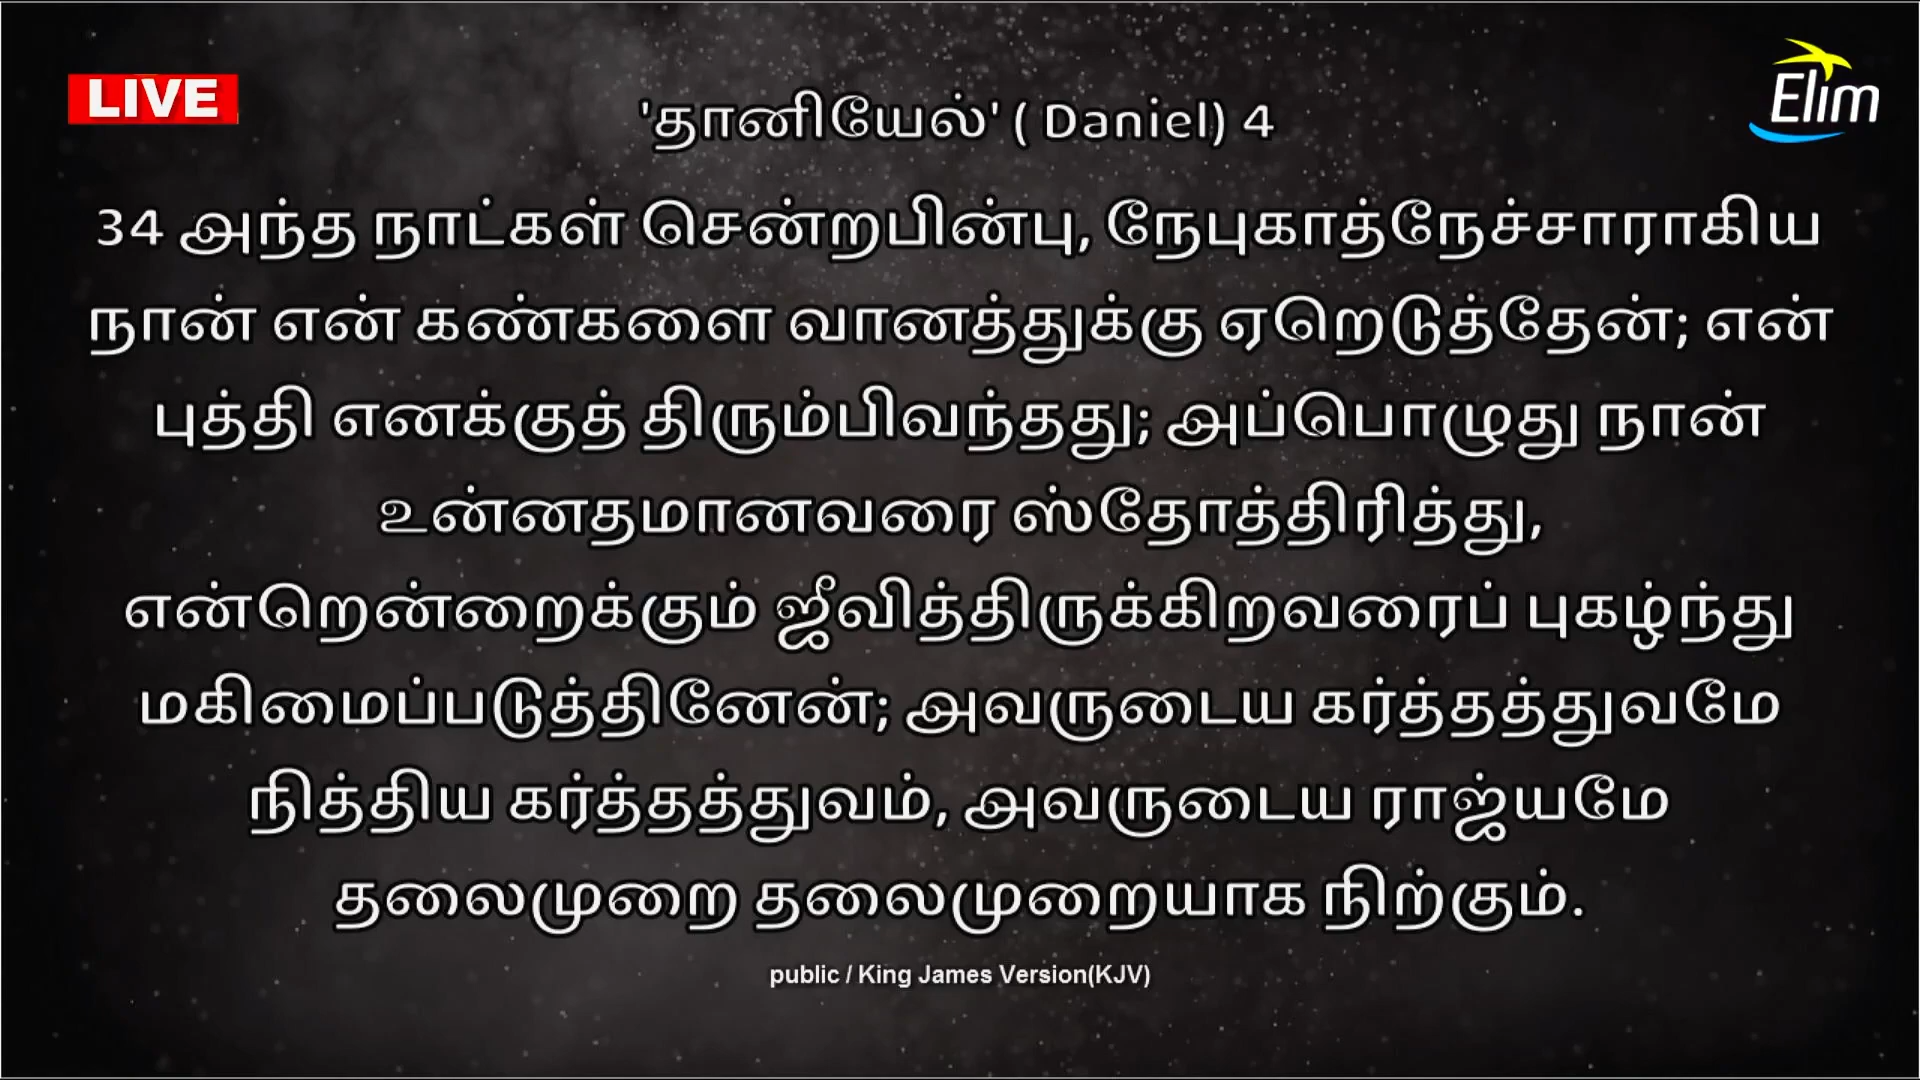 LIVE
Elim
'தானியேல்' ( Daniel) 4
34 அந்த நாட்கள் சென்றபின்பு, நேபுகாத்நேச்சாராகிய
நான் என் கண்களை வானத்துக்கு ஏறெடுத்தேன்; என்
புத்தி எனக்குத் திரும்பிவந்தது; அப்பொழுது நான்
உன்னதமானவரை ஸ்தோத்திரித்து,
என்றென்றைக்கும் ஜீவித்திருக்கிறவரைப் புகழ்ந்து
மகிமைப்படுத்தினேன்; அவருடைய கர்த்தத்துவமே
நித்திய கர்த்தத்துவம், அவருடைய ராஜ்யமே
தலைமுறை தலைமுறையாக நிற்கும்.
public / King James Version(KJV)